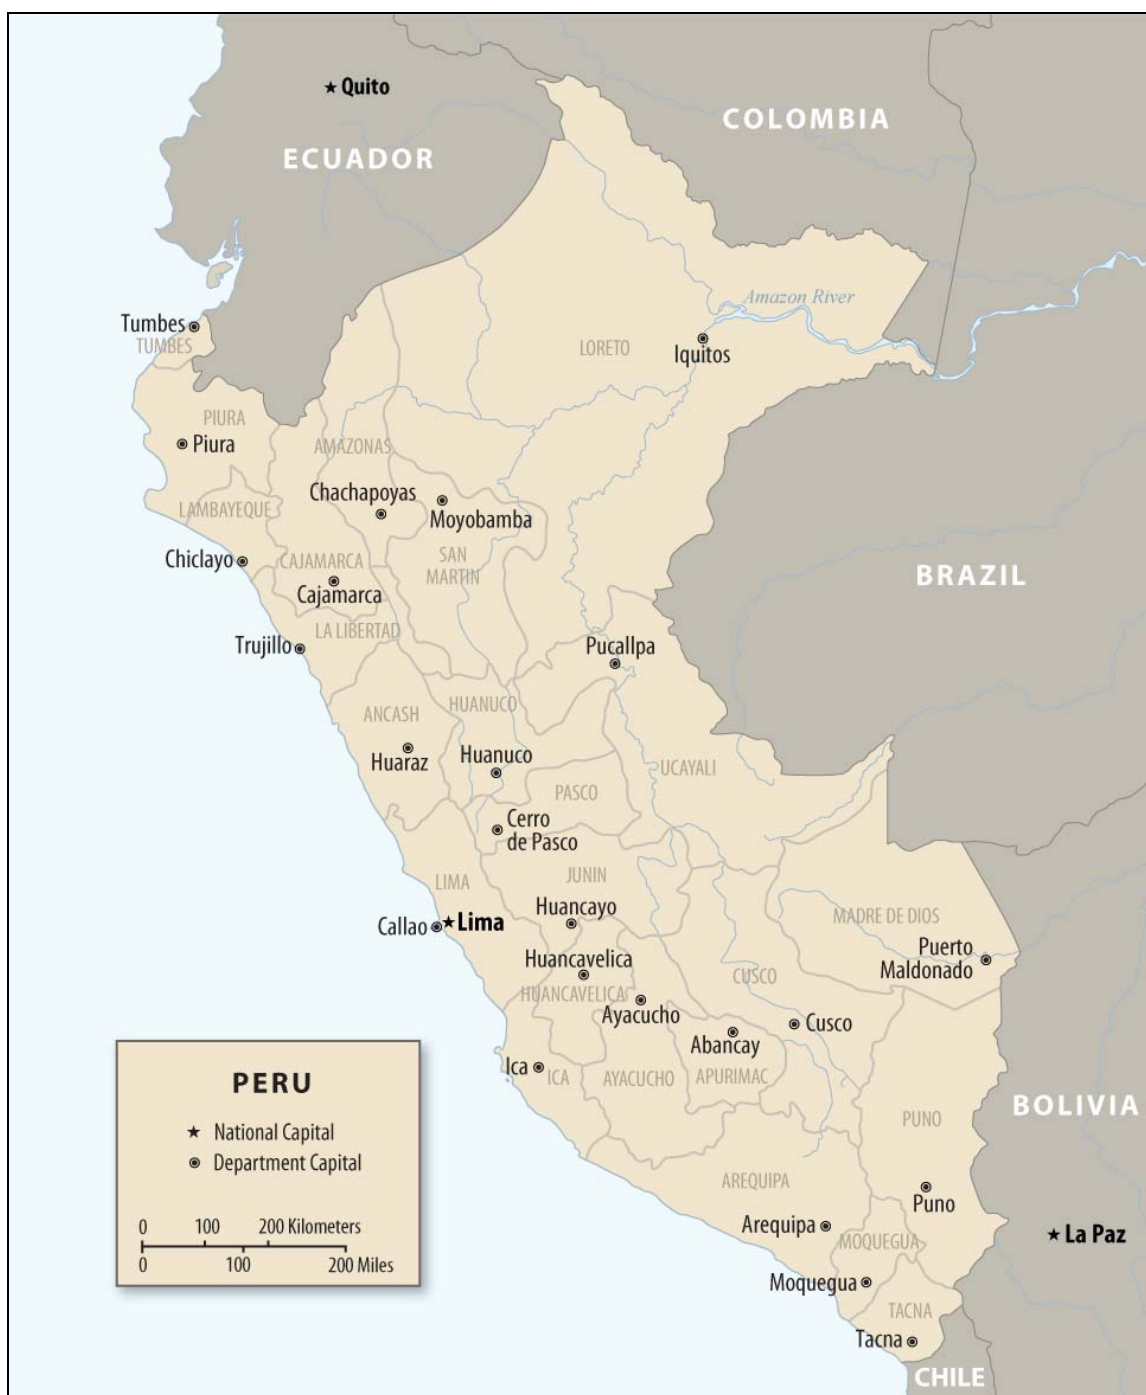 Quito
COLOMBIA
ECUADOR
Amazon River
Tumbes
TUMBES
LORETO
Iquitos
PIURA
Piura
AMAZONAS
Chachapoyas
LAMBAYEQUE
Moyobamba
Chiclayo
CAJAMARCA
SAN
MARTIN
BRAZIL
Cajamarca
LA LIBERTAD
Trujillo
Pucallpa
HUANUCO
ANCASH
Huaraz
Huanuco
UCAYALI
PASCO
Cerro
de Pasco
LIMA
JUNIN
Huancayo
MADRE DE DIOS
Callao
Lima
Puerto
Maldonado
Huancavelica
CUSCO
HUANCAVELICA
Ayacucho
Cusco
Abancay
Ica
ICA
AYACUCHO
APURIMAC
BOLIVIA
PUNO
PERU
National Capital
Department Capital
AREQUIPA
Puno
0 100 200 Kilometers
0 100 200 Miles
Arequipa
MOQUEGUA
La Paz
Moquegua
TACNA
Tacna
CHILE